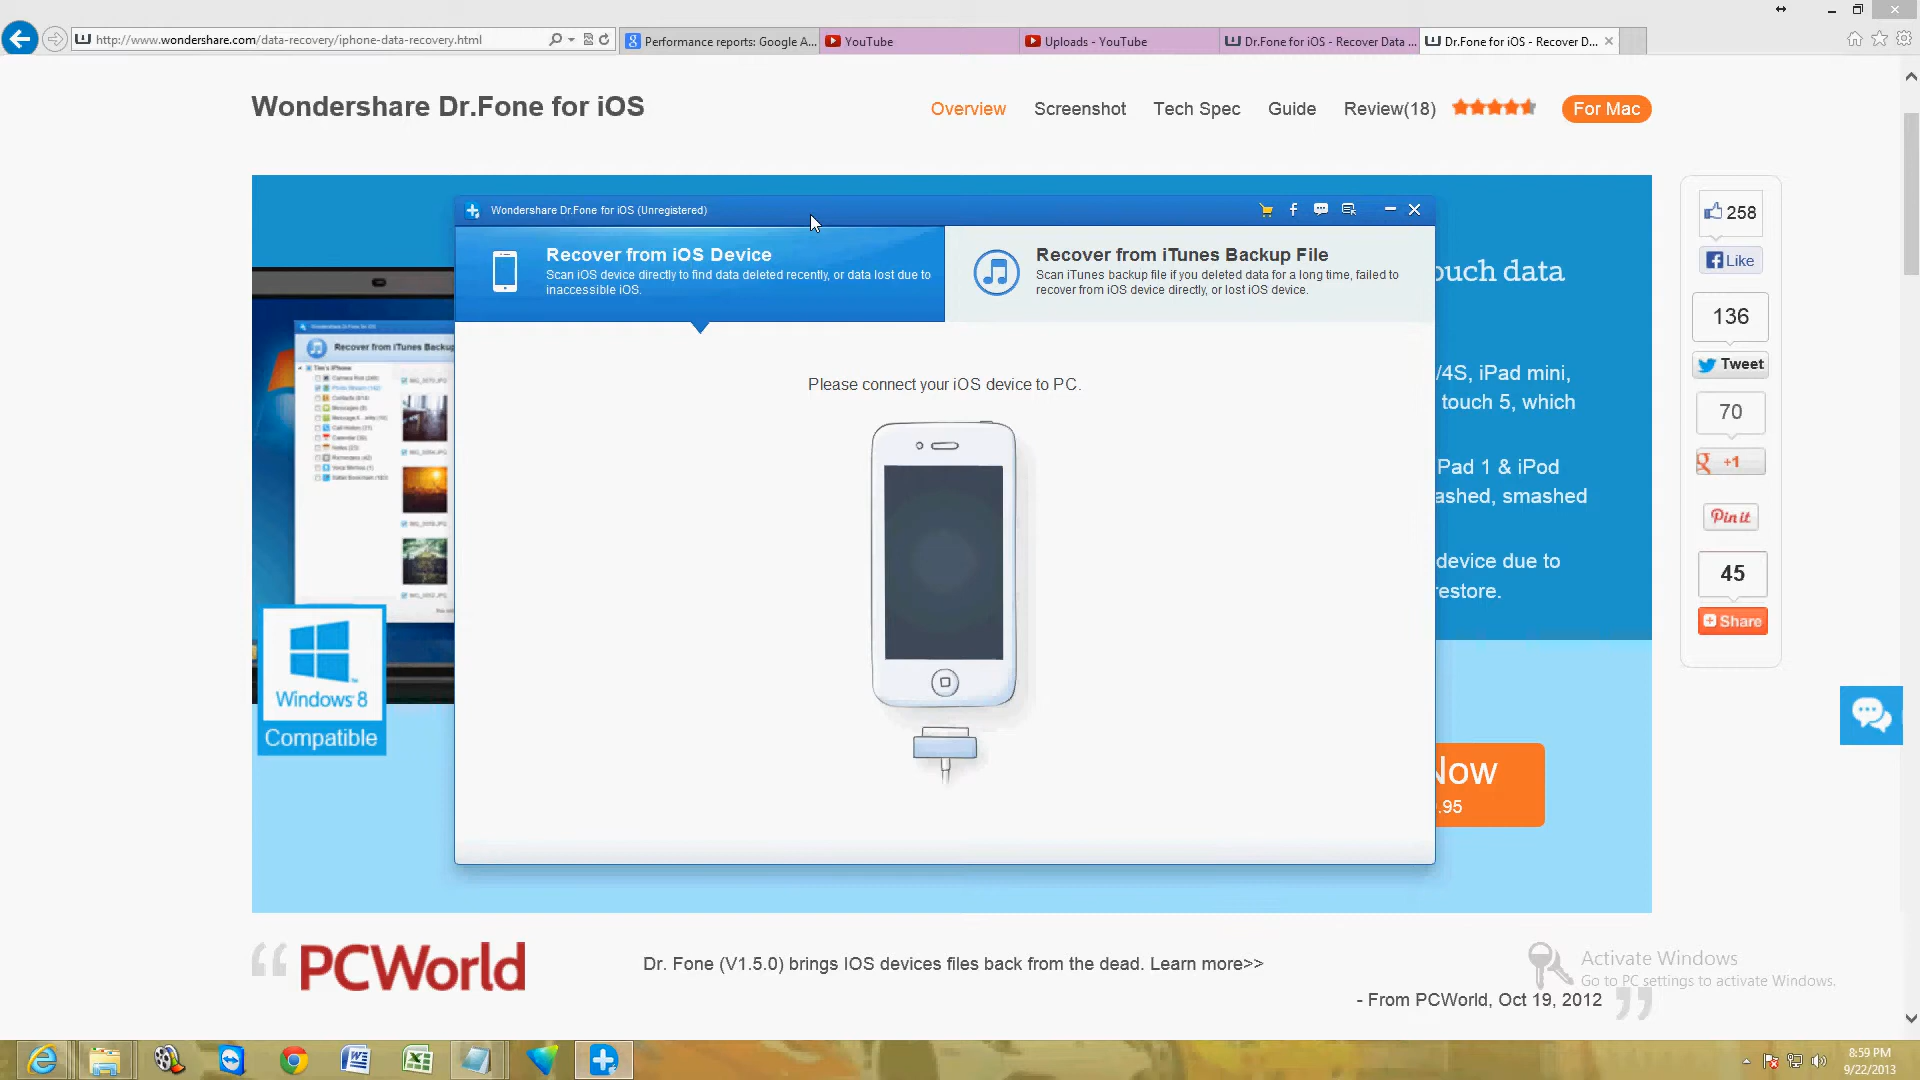 http://www.wondershare.com/data-recovery/iphone-data-recovery.html
Performance reports: Google A...
YouTube
Uploads - YouTube
Dr.Fone for iOS - Recover Data ...
Dr.Fone for iOS - Recover D...
Wondershare Dr.Fone for iOS
Overview
Screenshot
Tech Spec
Guide
Review(18)
For Mac
Wondershare Dr.Fone for iOS (Unregistered)
Recover from iOS Device
Scan iOS device directly to find data deleted recently, or data lost due to
inaccessible iOS.
Recover from iTunes Backup File
Scan iTunes backup file if you deleted data for a long time, failed to
recover from iOS device directly, or lost iOS device.
Please connect your iOS device to PC.
Recover from iTunes Backup
ouch data
/4S, iPad mini,
touch 5, which
Pad 1 & iPod
ashed, smashed
device due to
estore.
Now
.95
Windows 8
Compatible
258
Like
136
Tweet
70
+1
Pin it
45
Share
PCWorld
Dr. Fone (V1.5.0) brings IOS devices files back from the dead. Learn more>>
- From PCWorld, Oct 19, 2012
Activate Windows
Go to PC settings to activate Windows.
8:59 PM
9/22/2013